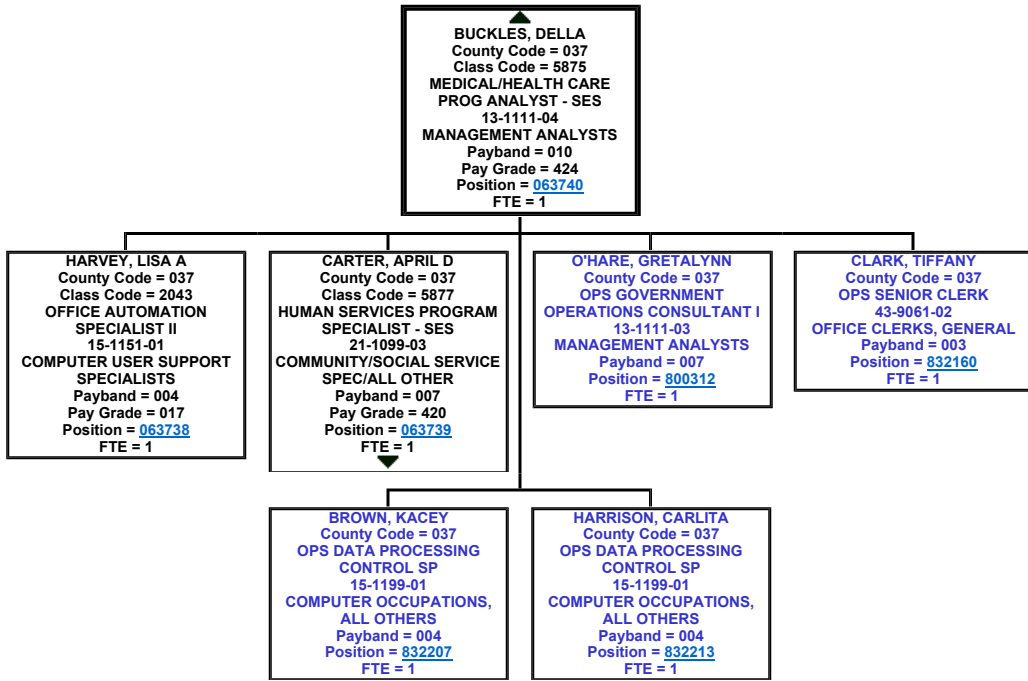 BUCKLES, DELLA
County Code = 037
Class Code = 5875
MEDICAL/HEALTH CARE
PROG ANALYST - SES
13-1111-04
MANAGEMENT ANALYSTS
Payband = 010
Pay Grade = 424
Position = 063740
FTE = 1
HARVEY, LISA A
County Code = 037
Class Code = 2043
OFFICE AUTOMATION
SPECIALIST II
15-1151-01
COMPUTER USER SUPPORT
SPECIALISTS
Payband = 004
Pay Grade = 017
Position = 063738
FTE = 1
CARTER, APRIL D
County Code = 037
Class Code = 5877
HUMAN SERVICES PROGRAM
SPECIALIST - SES
21-1099-03
COMMUNITY/SOCIAL SERVICE
SPEC/ALL OTHER
Payband = 007
Pay Grade = 420
Position = 063739
FTE = 1
O'HARE, GRETALYNN
County Code = 037
OPS GOVERNMENT
OPERATIONS CONSULTANT I
13-1111-03
MANAGEMENT ANALYSTS
Payband = 007
Position = 800312
FTE = 1
CLARK, TIFFANY
County Code = 037
OPS SENIOR CLERK
43-9061-02
OFFICE CLERKS, GENERAL
Payband = 003
Position = 832160
FTE = 1
BROWN, KACEY
County Code = 037
OPS DATA PROCESSING
CONTROL SP
15-1199-01
COMPUTER OCCUPATIONS,
ALL OTHERS
Payband = 004
Position = 832207
FTE = 1
HARRISON, CARLITA
County Code = 037
OPS DATA PROCESSING
CONTROL SP
15-1199-01
COMPUTER OCCUPATIONS,
ALL OTHERS
Payband = 004
Position = 832213
FTE = 1